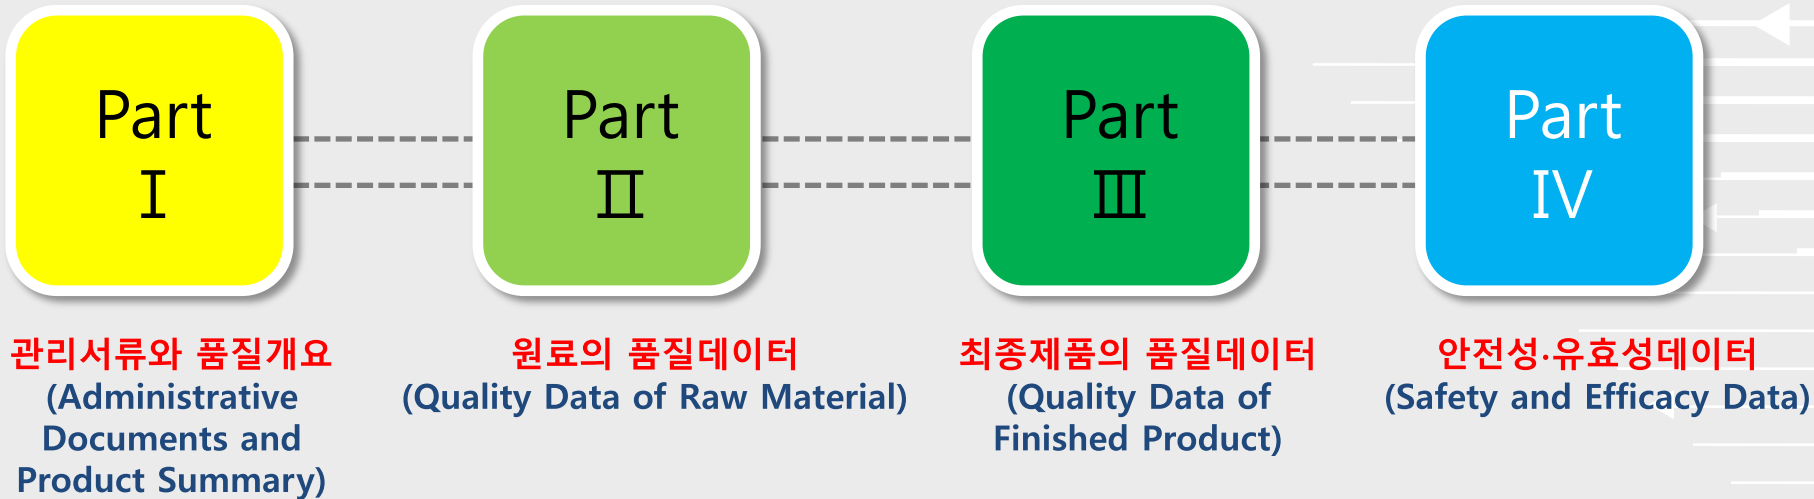 Part
Ⅰ
Part
Ⅱ
Part
Ⅲ
Part
Ⅳ
관리서류와 품질개요
(Administrative
Documents and
Product Summary)
원료의 품질데이터
(Quality Data of Raw Material)
최종제품의 품질데이터
(Quality Data of
Finished Product)
안전성·유효성데이터
(Safety and Efficacy Data)